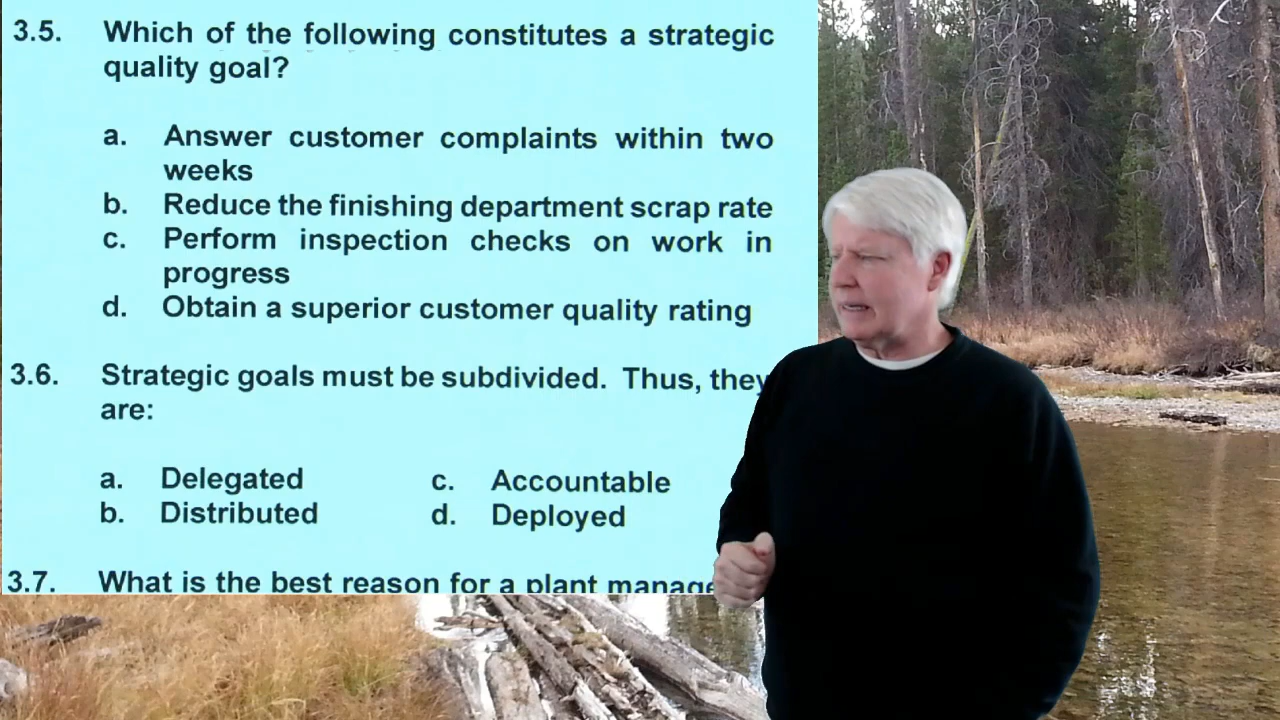 3.5. Which of the following constitutes a strategic
quality goal?
a. Answer customer complaints within two
weeks
b. Reduce the finishing department scrap rate
c. Perform inspection checks on work in
progress
d. Obtain a superior customer quality rating
3.6. Strategic goals must be subdivided. Thus, they
are:
a. Delegated c. Accountable
b. Distributed d. Deployed
3.7. What is the best reason for a plant